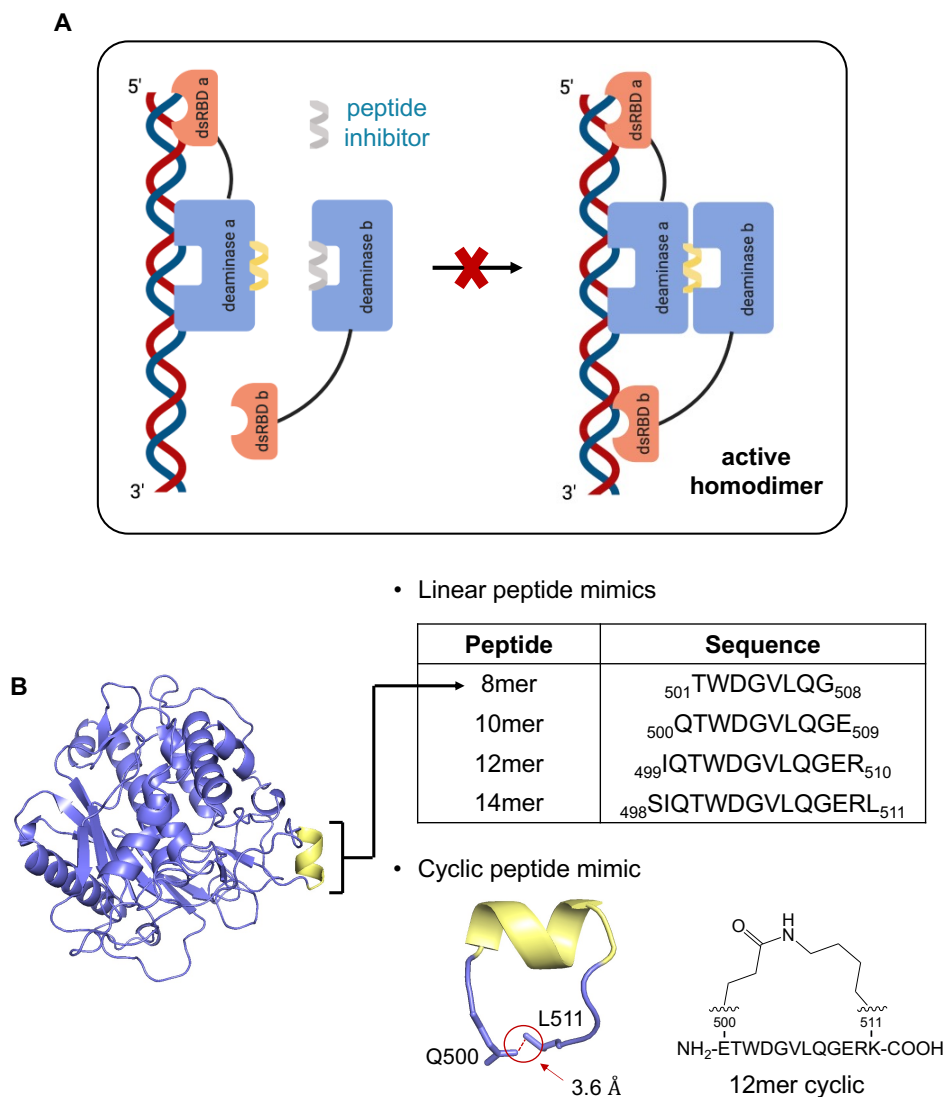 A
5'
dsRBD a
peptide
inhibitor
deaminase a
deaminase b
dsRBD b
3'
5'
dsRBD a
deaminase a
deaminase b
dsRBD b
3'
active
homodimer
• Linear peptide mimics
Peptide Sequence
8mer 501TWDGVLQG508
10mer 500QTWDGVLQGE509
12mer 499IQTWDGVLQGER510
14mer 498SIQTWDGVLQGERL511
B
• Cyclic peptide mimic
Q500
L511
3.6 Å
O
H
N
500
511
NH2-ETWDGVLQGERK-COOH
12mer cyclic